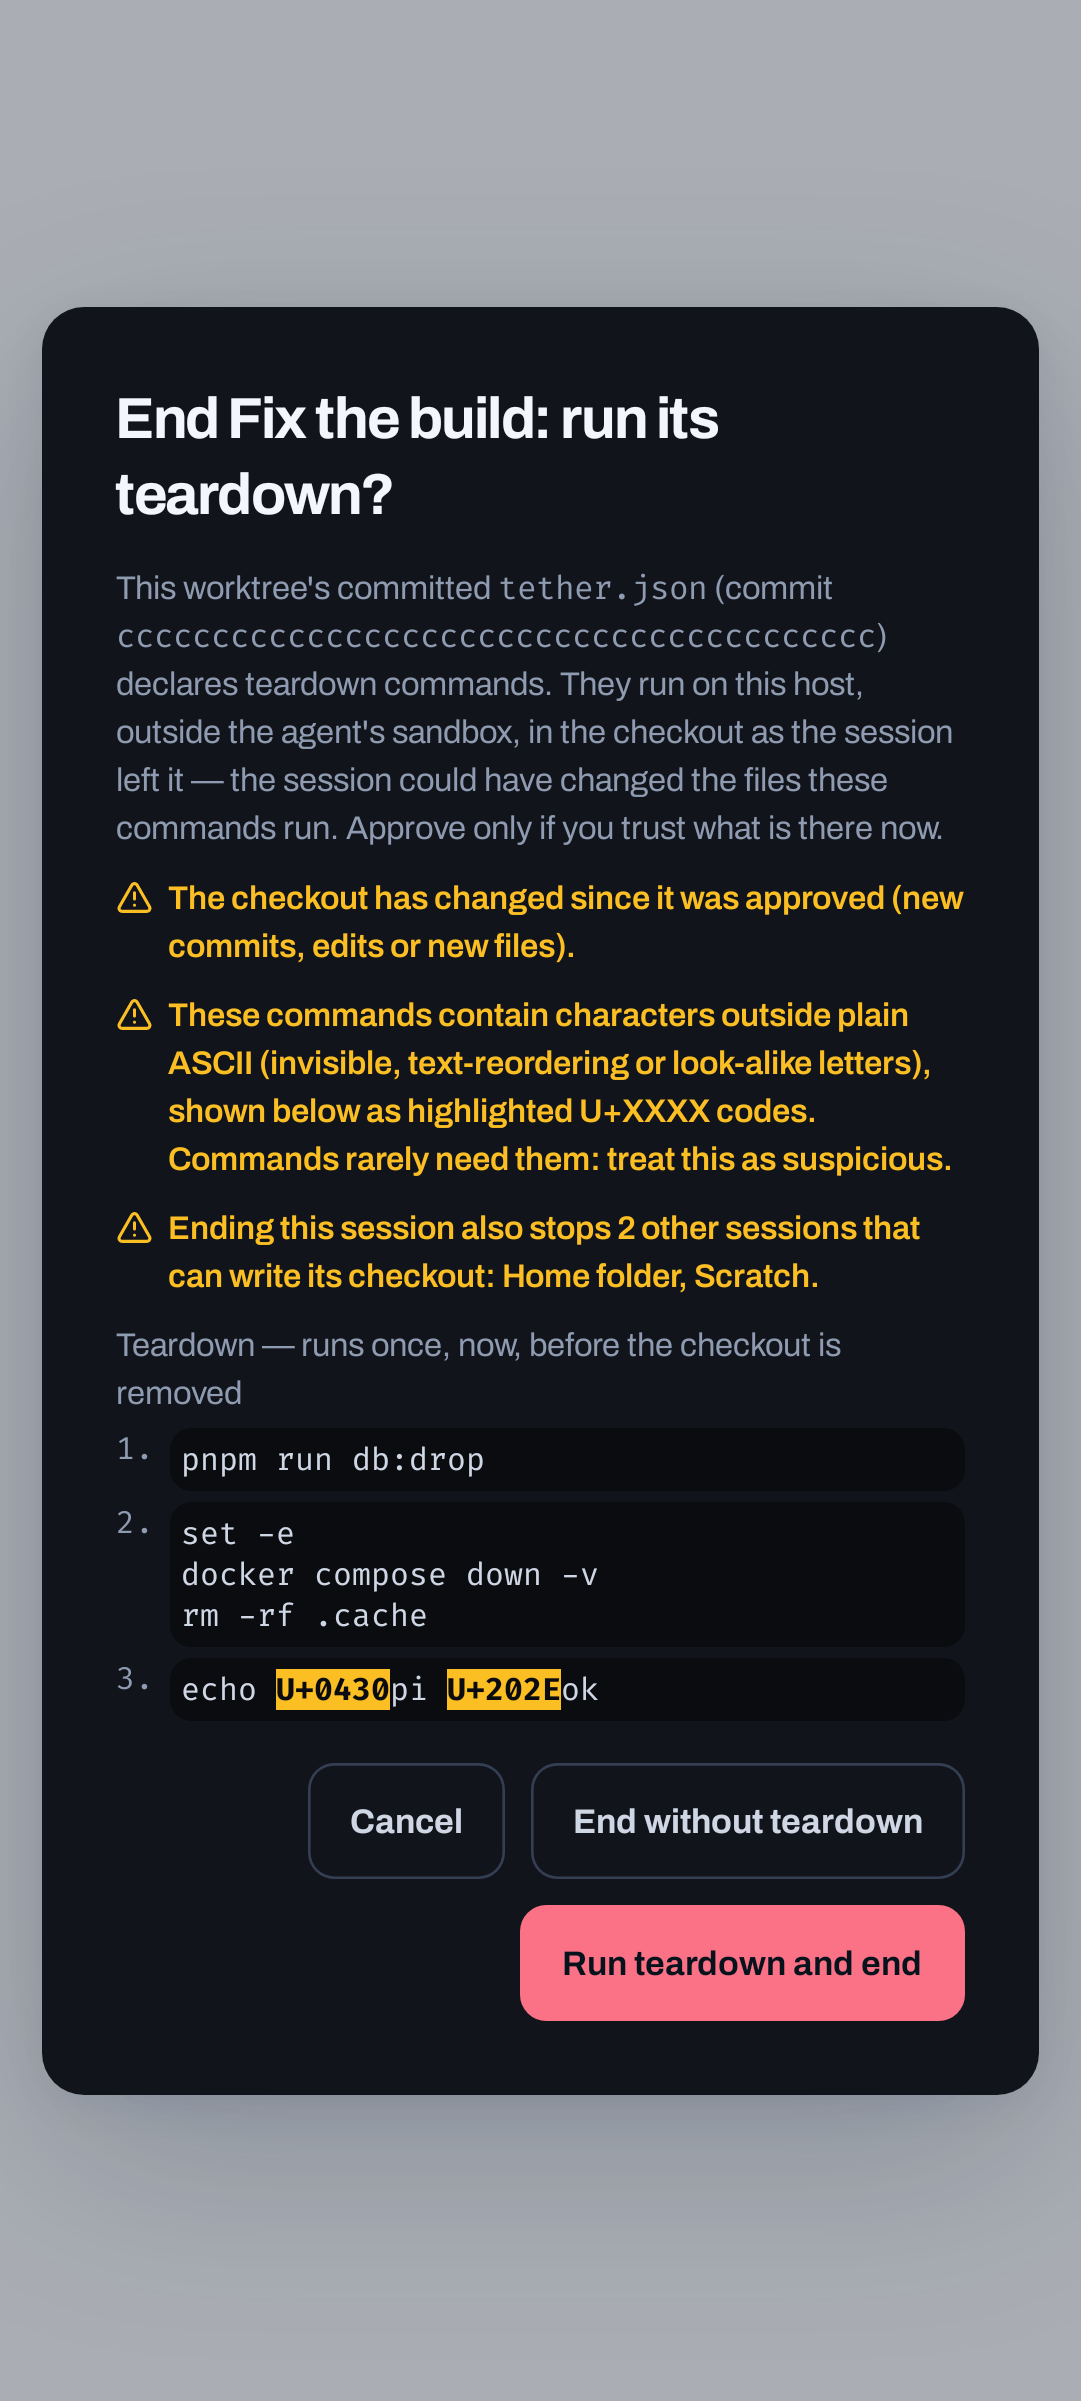 End Fix the build: run its
teardown?
This worktree's committed tether.json (commit
cccccccccccccccccccccccccccccccccccccccc)
declares teardown commands. They run on this host,
outside the agent's sandbox, in the checkout as the session
left it — the session could have changed the files these
commands run. Approve only if you trust what is there now.
The checkout has changed since it was approved (new
commits, edits or new files).
These commands contain characters outside plain
ASCII (invisible, text-reordering or look-alike letters),
shown below as highlighted U+XXXX codes.
Commands rarely need them: treat this as suspicious.
Ending this session also stops 2 other sessions that
can write its checkout: Home folder, Scratch.
Teardown — runs once, now, before the checkout is
removed
1. pnpm run db:drop
2. set -e
docker compose down -v
rm -rf .cache
3. echo U+0430pi U+202Eok
Cancel End without teardown
Run teardown and end